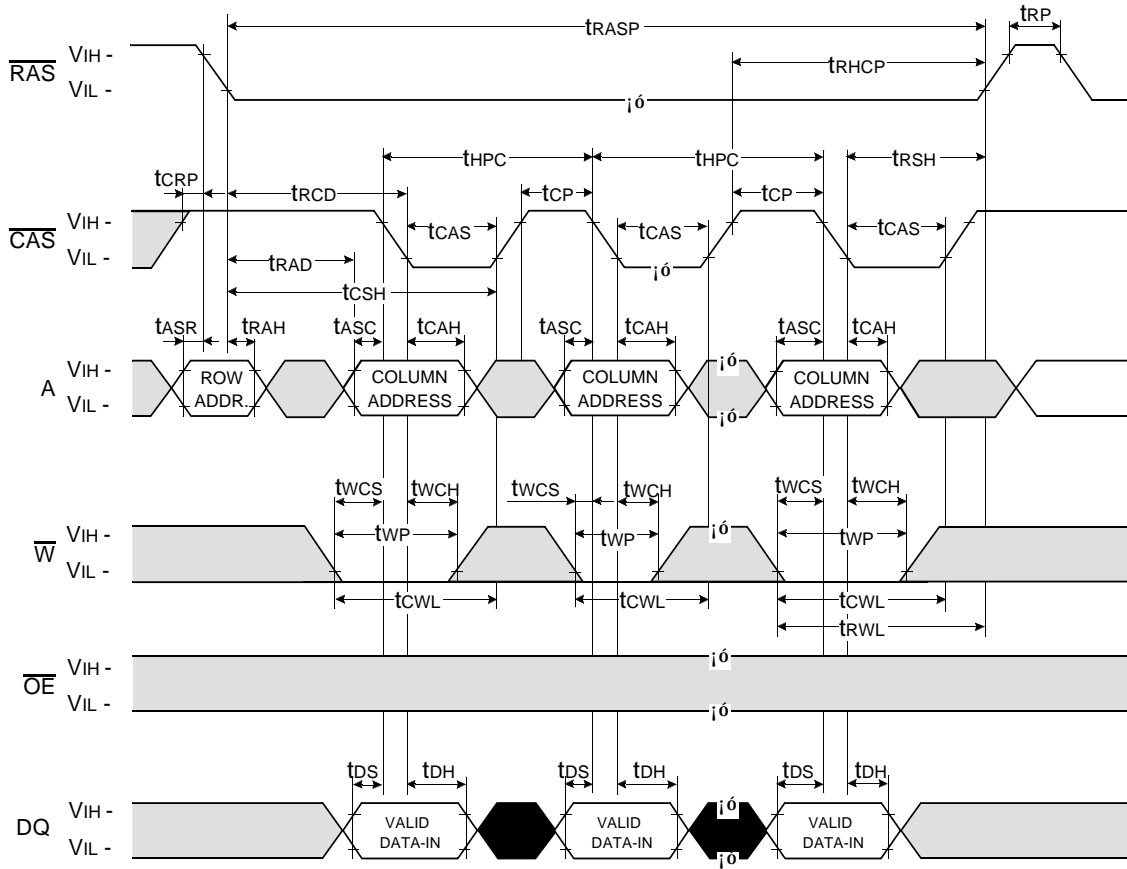 tRASP
tRP
RAS
VIH -
VIL -
tRHCP
¡ó
tHPC
tHPC
tRSH
tCRP
tRCD
tCP
tCP
CAS
VIH -
VIL -
tCAS
tCAS
tCAS
¡ó
tRAD
tCSH
tASR
tRAH
tASC
tCAH
tASC
tCAH
tASC
tCAH
A
VIH -
VIL -
ROW
ADDR.
COLUMN
ADDRESS
COLUMN
ADDRESS
¡ó
¡ó
COLUMN
ADDRESS
tWCS
tWCH
tWCS
tWCH
tWCS
tWCH
W
VIH -
VIL -
tWP
tWP
¡ó
tWP
tCWL
tCWL
tCWL
tRWL
OE
VIH -
VIL -
¡ó
¡ó
tDS
tDH
tDS
tDH
tDS
tDH
DQ
VIH -
VIL -
VALID
DATA-IN
VALID
DATA-IN
¡ó
¡ó
VALID
DATA-IN